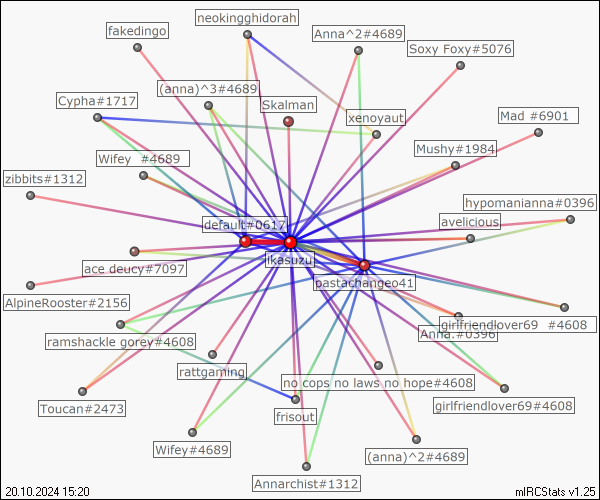 neokingghidorah
fakedingo
Anna^2#4689
Soxy Foxy#5076
(anna)^3#4689
Cypha#1717
Skalman
xenoyaut
Mad #6901
Mushy#1984
Wifey #4689
zibbits#1312
hypomanianna#0396
default#0617
avelicious
likasuzu
ace deucy#7097
pastachangeo41
AlpineRooster#2156
girlfriendlover69 #4608
Anna.#0396
ramshackle gorey#4608
rattgaming
no cops no laws no hope#4608
Toucan#2473
frisout
girlfriendlover69#4608
Wifey#4689
(anna)^2#4689
Annarchist#1312
20.10.2024 15:20
mIRCStats v1.25